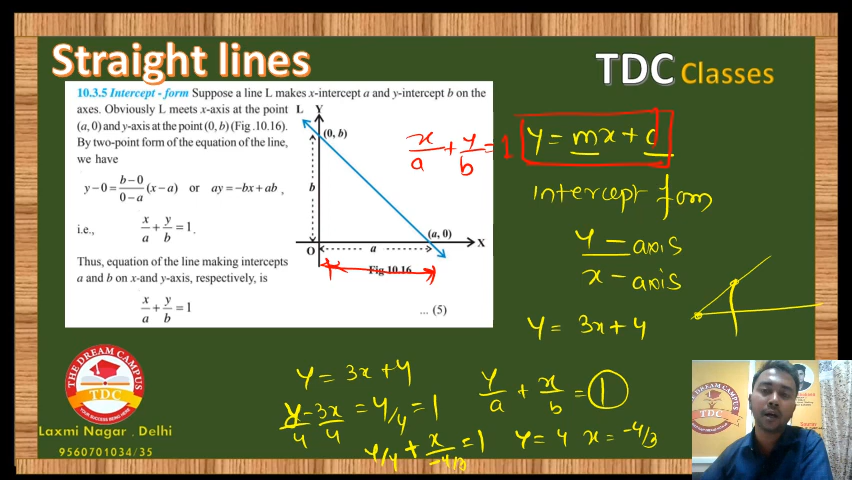 Straight lines
TDC Classes
10.3.5 Intercept - form Suppose a line L makes x-intercept a and y-intercept b on the
axes. Obviously L meets x-axis at the point
(a, 0) and y-axis at the point (0, b) (Fig .10.16).
By two-point form of the equation of the line,
we have
y−0 = b−0/0−a (x−a) or ay = −bx + ab ,
i.e., x/a + y/b = 1.
Thus, equation of the line making intercepts
a and b on x-and y-axis, respectively, is
x/a + y/b = 1 ... (5)
L Y
(0, b)
b
(a, 0)
O a X
Fig 10.16
x/a + y/b = 1
y = mx + c
intercept form
y - axis
x - axis
y = 3x + 4
y = 3x + 4
y/4 - 3x/4 = 4/4 = 1
y/4 + x/-4/3 = 1
y/a + x/b = 1
y = 4 x = -4/3
THE DREAM CAMPUS
TDC
YOUR SUCCESS BEING OURS
Laxmi Nagar , Delhi
9560701034/35